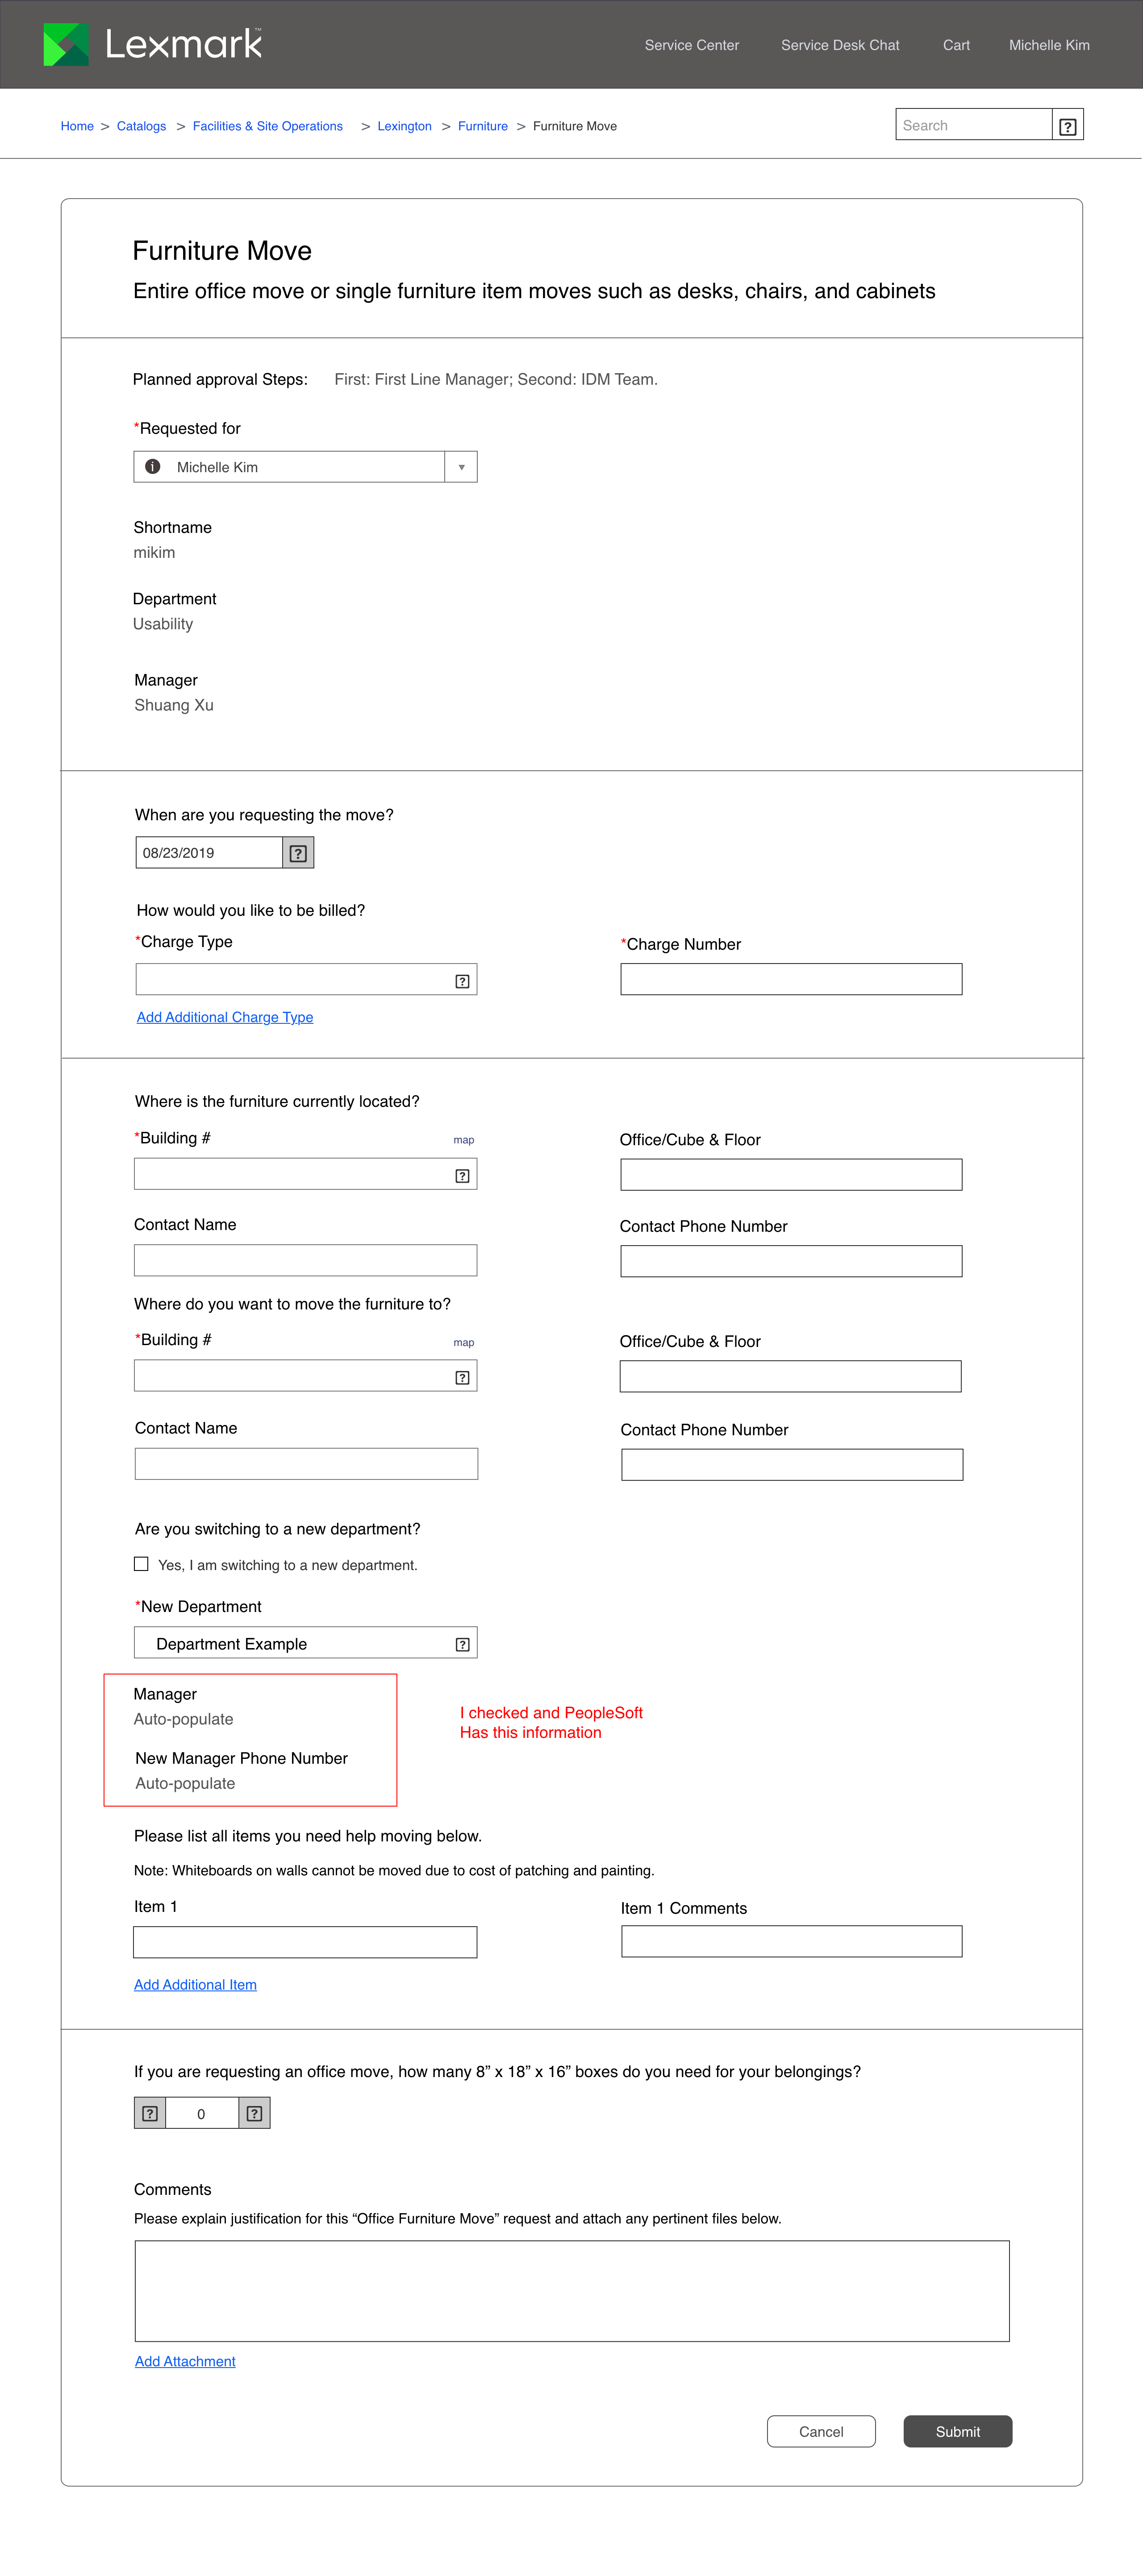 Lexmark™
Service Center Service Desk Chat Cart Michelle Kim
Home > Catalogs > Facilities & Site Operations > Lexington > Furniture > Furniture Move
Search ?
Furniture Move
Entire office move or single furniture item moves such as desks, chairs, and cabinets
Planned approval Steps: First: First Line Manager; Second: IDM Team.
*Requested for
i Michelle Kim ▼
Shortname
mikim
Department
Usability
Manager
Shuang Xu
When are you requesting the move?
08/23/2019 ?
How would you like to be billed?
*Charge Type *Charge Number
?
Add Additional Charge Type
Where is the furniture currently located?
*Building # map Office/Cube & Floor
?
Contact Name Contact Phone Number
Where do you want to move the furniture to?
*Building # map Office/Cube & Floor
?
Contact Name Contact Phone Number
Are you switching to a new department?
Yes, I am switching to a new department.
*New Department
Department Example ?
Manager
Auto-populate
I checked and PeopleSoft
Has this information
New Manager Phone Number
Auto-populate
Please list all items you need help moving below.
Note: Whiteboards on walls cannot be moved due to cost of patching and painting.
Item 1 Item 1 Comments
Add Additional Item
If you are requesting an office move, how many 8” x 18” x 16” boxes do you need for your belongings?
? 0 ?
Comments
Please explain justification for this “Office Furniture Move” request and attach any pertinent files below.
Add Attachment
Cancel Submit